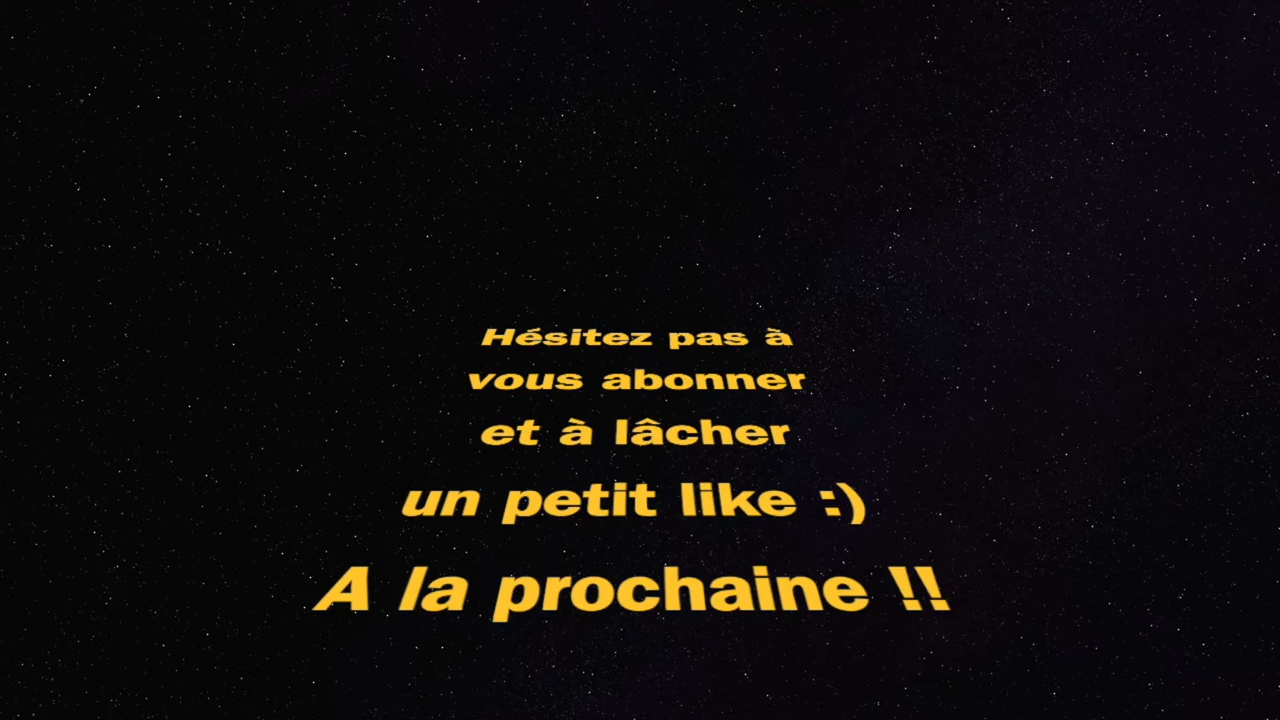 Hésitez pas à
vous abonner
et à lâcher
un petit like :)
A la prochaine !!